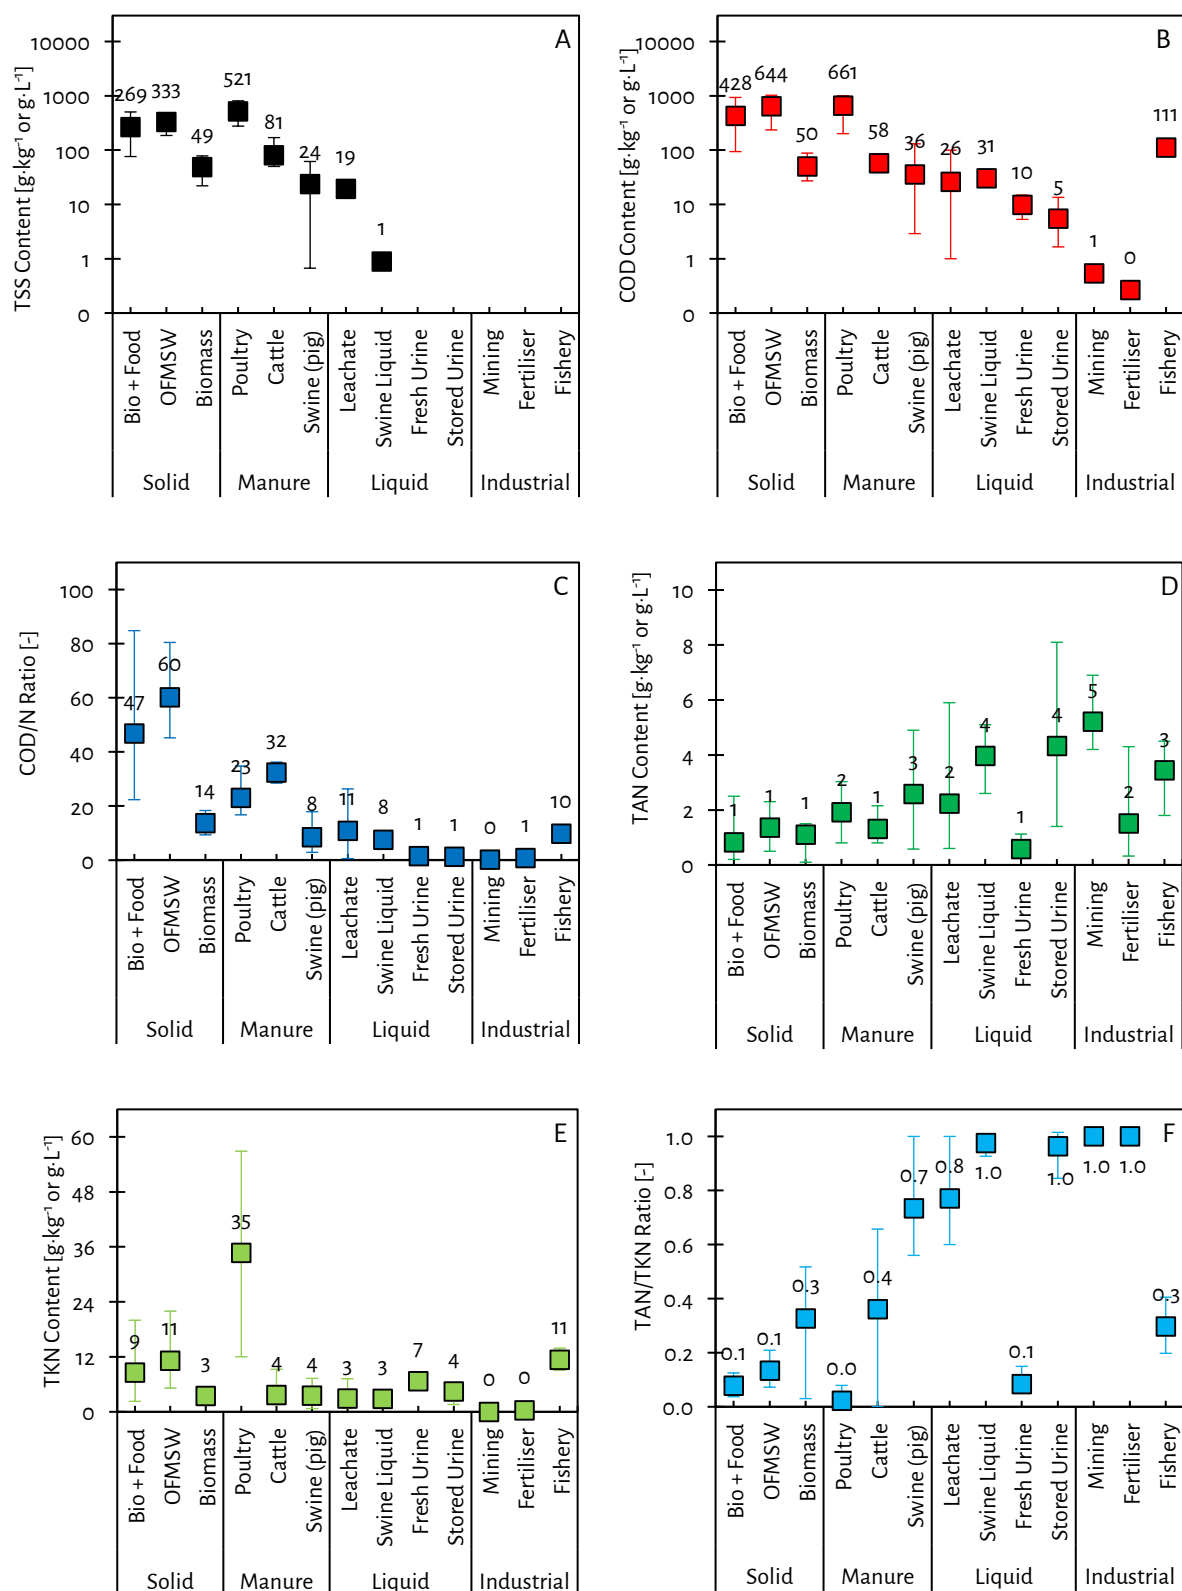 A
TSS Content [g·kg⁻¹ or g·L⁻¹]
10000
1000
100
10
1
0
269
333
49
521
81
24
19
1
Bio + Food
OFMSW
Biomass
Poultry
Cattle
Swine (pig)
Leachate
Swine Liquid
Fresh Urine
Stored Urine
Mining
Fertiliser
Fishery
Solid
Manure
Liquid
Industrial
B
COD Content [g·kg⁻¹ or g·L⁻¹]
10000
1000
100
10
1
0
428
644
50
661
58
36
26
31
10
5
1
0
111
Bio + Food
OFMSW
Biomass
Poultry
Cattle
Swine (pig)
Leachate
Swine Liquid
Fresh Urine
Stored Urine
Mining
Fertiliser
Fishery
Solid
Manure
Liquid
Industrial
C
COD/N Ratio [-]
100
80
60
40
20
0
47
60
14
23
32
8
11
8
1
1
0
1
10
Bio + Food
OFMSW
Biomass
Poultry
Cattle
Swine (pig)
Leachate
Swine Liquid
Fresh Urine
Stored Urine
Mining
Fertiliser
Fishery
Solid
Manure
Liquid
Industrial
D
TAN Content [g·kg⁻¹ or g·L⁻¹]
10
8
6
4
2
0
1
1
1
2
1
3
2
4
1
4
5
2
3
Bio + Food
OFMSW
Biomass
Poultry
Cattle
Swine (pig)
Leachate
Swine Liquid
Fresh Urine
Stored Urine
Mining
Fertiliser
Fishery
Solid
Manure
Liquid
Industrial
E
TKN Content [g·kg⁻¹ or g·L⁻¹]
60
48
36
24
12
0
9
11
3
35
4
4
3
3
7
4
0
0
11
Bio + Food
OFMSW
Biomass
Poultry
Cattle
Swine (pig)
Leachate
Swine Liquid
Fresh Urine
Stored Urine
Mining
Fertiliser
Fishery
Solid
Manure
Liquid
Industrial
F
TAN/TKN Ratio [-]
1.0
0.8
0.6
0.4
0.2
0.0
0.1
0.1
0.3
0.0
0.4
0.7
0.8
1.0
0.1
1.0
1.0
1.0
0.3
Bio + Food
OFMSW
Biomass
Poultry
Cattle
Swine (pig)
Leachate
Swine Liquid
Fresh Urine
Stored Urine
Mining
Fertiliser
Fishery
Solid
Manure
Liquid
Industrial